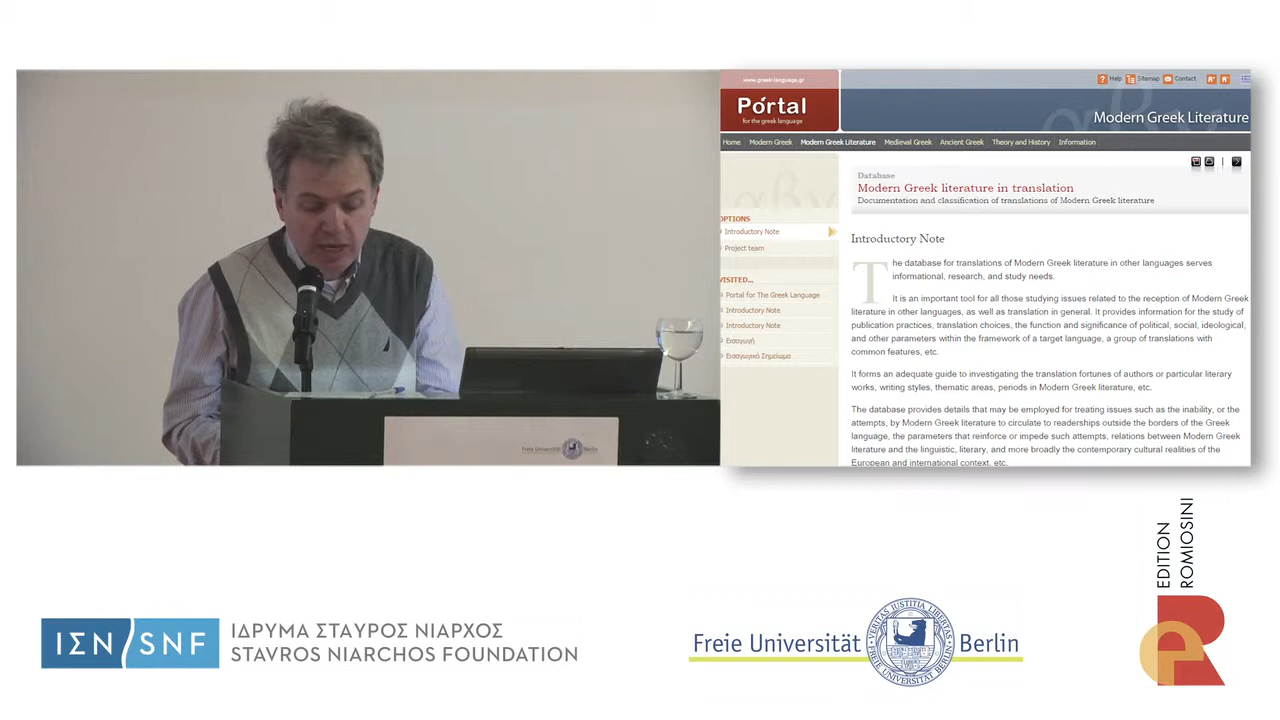 www.greek-language.gr
Portal
for the greek language
Help Sitemap Contact
Modern Greek Literature
Home Modern Greek Modern Greek Literature Medieval Greek Ancient Greek Theory and History Information
OPTIONS
Introductory Note
Project team
VISITED...
Portal for The Greek Language
Introductory Note
Introductory Note
Εισαγωγή
Εισαγωγικό Σημείωμα
Database
Modern Greek literature in translation
Documentation and classification of translations of Modern Greek literature
Introductory Note
The database for translations of Modern Greek literature in other languages serves
informational, research, and study needs.
It is an important tool for all those studying issues related to the reception of Modern Greek
literature in other languages, as well as translation in general. It provides information for the study of
publication practices, translation choices, the function and significance of political, social, ideological,
and other parameters within the framework of a target language, a group of translations with
common features, etc.
It forms an adequate guide to investigating the translation fortunes of authors or particular literary
works, writing styles, thematic areas, periods in Modern Greek literature, etc.
The database provides details that may be employed for treating issues such as the inability, or the
attempts, by Modern Greek literature to circulate to readerships outside the borders of the Greek
language, the parameters that reinforce or impede such attempts, relations between Modern Greek
literature and the linguistic, literary, and more broadly the contemporary cultural realities of the
European and international context, etc.
Freie Universität Berlin
ΙΣΝ/SNF
ΙΔΡΥΜΑ ΣΤΑΥΡΟΣ ΝΙΑΡΧΟΣ
STAVROS NIARCHOS FOUNDATION
Freie Universität Berlin
VERITAS IUSTITIA LIBERTAS
FREIE UNIVERSITÄT BERLIN
EDITION
ROMIOSINI
eR